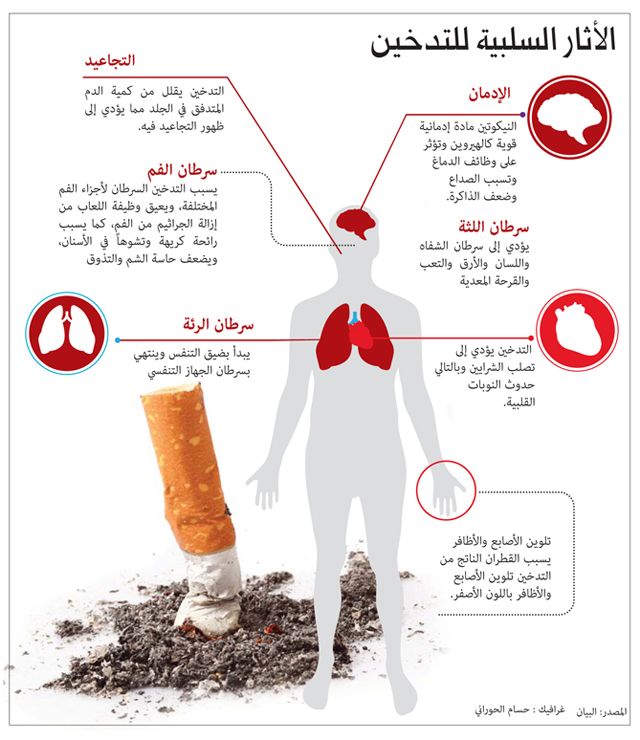 الأثار السلبية للتدخين
الإدمان
النيكوتين مادة إدمانية
قوية كالهيروين وتؤثر
على وظائف الدماغ
وتسبب الصداع
وضعف الذاكرة.
التجاعيد
التدخين يقلل من كمية الدم
المتدفق في الجلد مما يؤدي إلى
ظهور التجاعيد فيه.
سرطان الفم
يسبب التدخين السرطان لأجزاء الفم
المختلفة، ويعيق وظيفة اللعاب من
إزالة الجراثيم من الفم، كما يسبب
رائحة كريهة وتشوهاً في الأسنان،
ويضعف حاسة الشم والتذوق
سرطان اللثة
يؤدي إلى سرطان الشفاه
واللسان والأرق والتعب
والقرحة المعدية
سرطان الرئة
يبدأ بضيق التنفس وينتهي
بسرطان الجهاز التنفسي
التدخين يؤدي إلى
تصلب الشرايين وبالتالي
حدوث النوبات
القلبية.
تلوين الأصابع والأظافر
يسبب القطران الناتج من
التدخين تلوين الأصابع
والأظافر باللون الأصفر.
المصدر: البيان غرافيك : حسام الحوراني